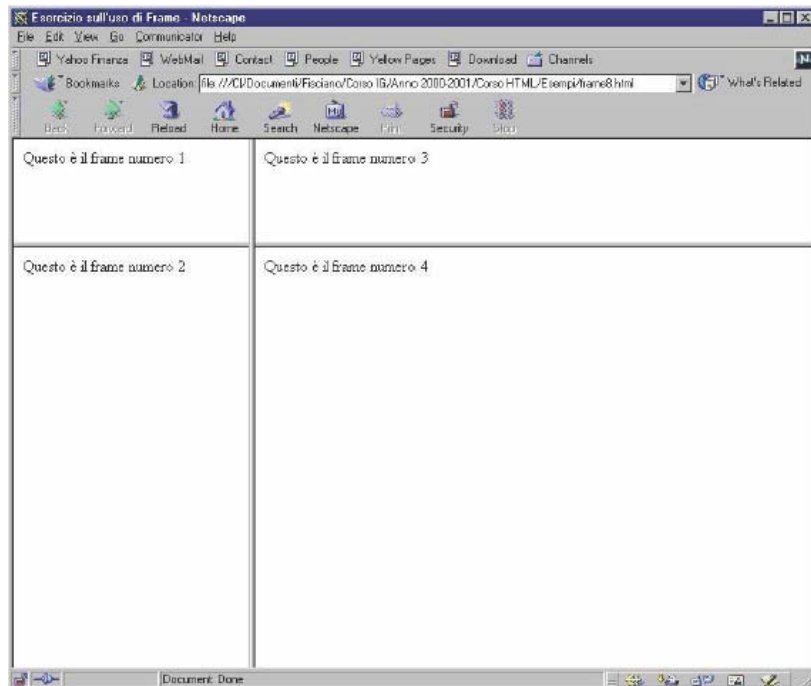 Esercizio sull'uso di Frame - Netscape
File Edit View Go Communicator Help
Yahoo Finanza WebMail Contact People Yellow Pages Download Channels
Bookmarks Location: file:///C|/Documenti/Fisciano/Corso IG/Anno 2000-2001/Corso HTML/Esempi/frame8.html What's Related
Back Forward Reload Home Search Netscape Print Security Stop
Questo è il frame numero 1
Questo è il frame numero 3
Questo è il frame numero 2
Questo è il frame numero 4
Document: Done